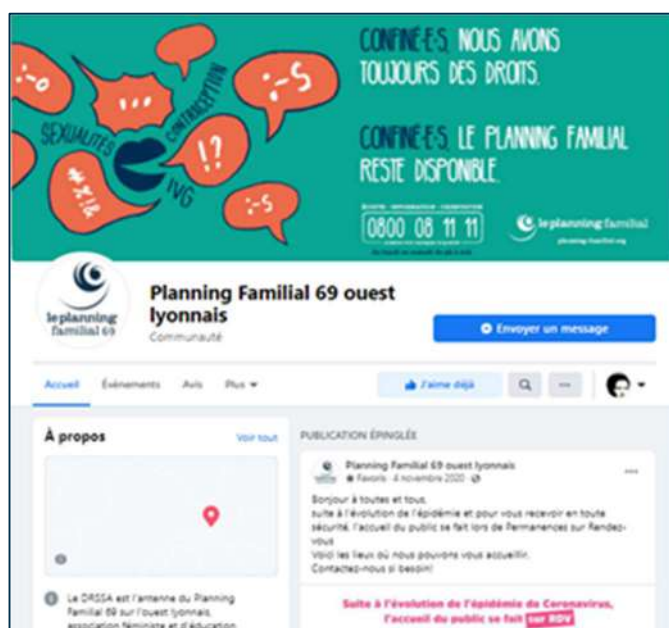 CONFINÉ·E·S, NOUS AVONS
TOUJOURS DES DROITS.
CONFINÉ·E·S, LE PLANNING FAMILIAL
RESTE DISPONIBLE.
:-o
...
:-S
SEXUALITÉS
CONTRACEPTION
!?
IVG
#%!&
:-S
0800 08 11 11
le planning familial
planning-familial.org
le planning
familial 69
Planning Familial 69 ouest
lyonnais
Communauté
Envoyer un message
Accueil Évènements Avis Plus
J'aime déjà
À propos
Voir tout
PUBLICATION ÉPINGLÉE
Planning Familial 69 ouest lyonnais
Favoris · 4 novembre 2020
Bonjour à toutes et tous,
suite à l'évolution de l'épidémie et pour vous recevoir en toute
sécurité, l'accueil du public se fait lors de Permanences sur Rendez-
vous
Voici les lieux où nous pouvons vous accueillir.
Contactez-nous si besoin!
Le DRSSA est l'antenne du Planning
Familial 69 sur l'ouest lyonnais,
association féministe et d'éducation
Suite à l'évolution de l'épidémie de Coronavirus,
l'accueil du public se fait sur RDV